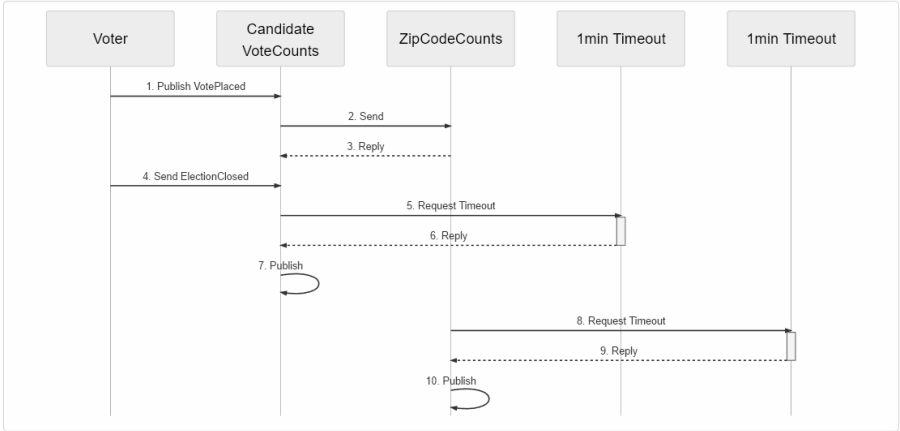 Voter
Candidate
VoteCounts
ZipCodeCounts
1min Timeout
1min Timeout
1. Publish VotePlaced
2. Send
3. Reply
4. Send ElectionClosed
5. Request Timeout
6. Reply
7. Publish
8. Request Timeout
9. Reply
10. Publish